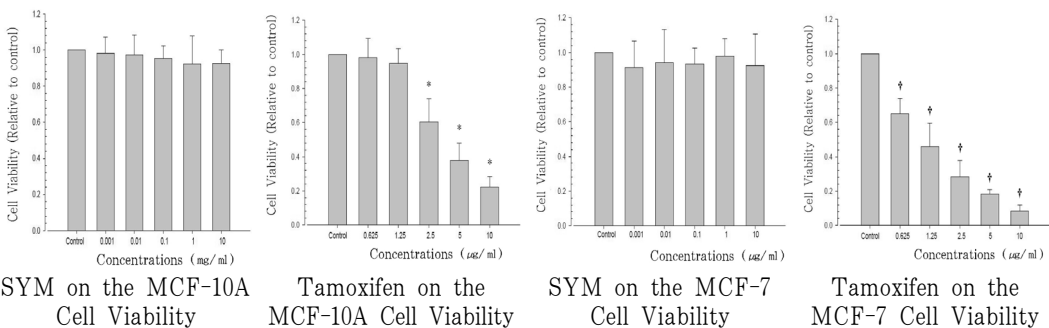 Cell Viability (Relative to control)
1.2
1.0
0.8
0.6
0.4
0.2
0.0
Control 0.001 0.01 0.1 1 10
Concentrations (mg/ml)
SYM on the MCF-10A
Cell Viability
Cell Viability (Relative to control)
1.2
1.0
0.8
0.6
0.4
0.2
0.0
* * *
Control 0.625 1.25 2.5 5 10
Concentrations (μg/ml)
Tamoxifen on the
MCF-10A Cell Viability
Cell Viability (Relative to control)
1.2
1.0
0.8
0.6
0.4
0.2
0.0
Control 0.001 0.01 0.1 1 10
Concentrations (μg/ml)
SYM on the MCF-7
Cell Viability
Cell Viability (Relative to control)
1.2
1.0
0.8
0.6
0.4
0.2
0.0
† † † † †
Control 0.625 1.25 2.5 5 10
Concentrations (μg/ml)
Tamoxifen on the
MCF-7 Cell Viability